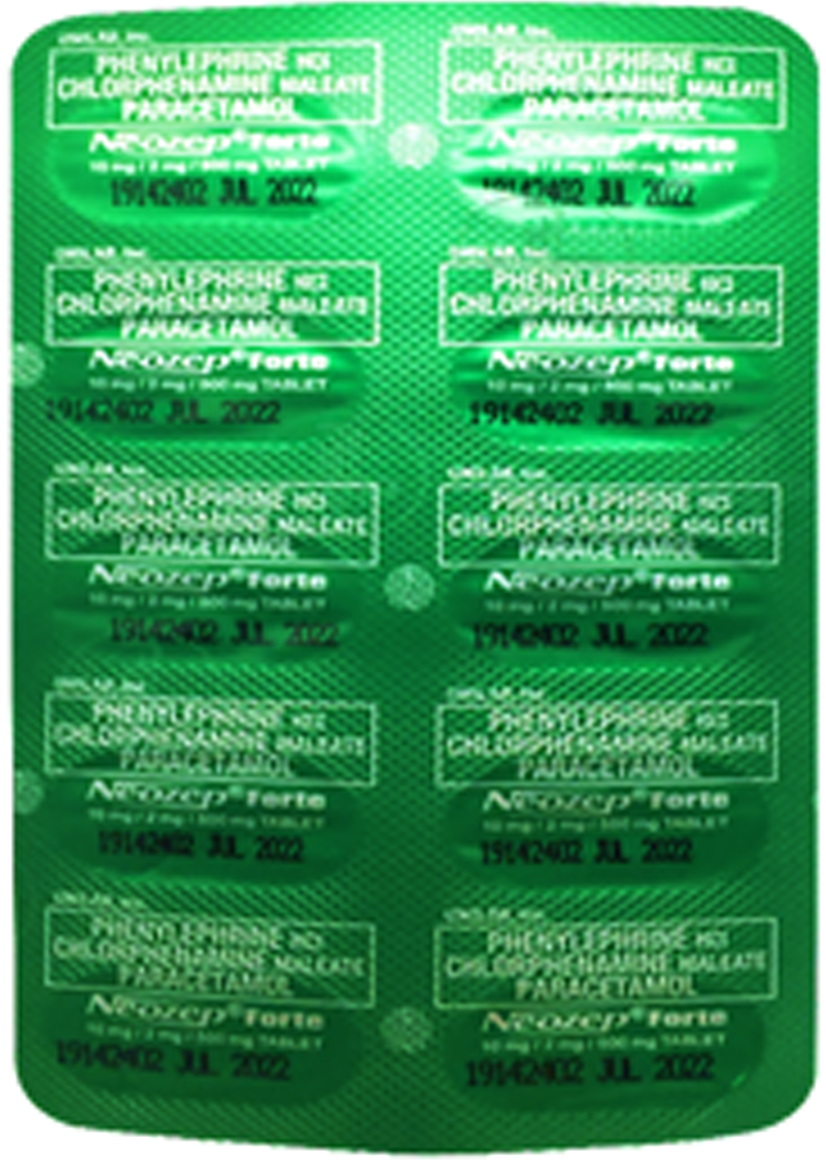 PHENYLEPHRINE HCl
CHLORPHENAMINE MALEATE
PARACETAMOL
Neozep® Forte
10 mg / 2 mg / 500 mg TABLET
19142402 JUL 2022
PHENYLEPHRINE HCl
CHLORPHENAMINE MALEATE
PARACETAMOL
Neozep® Forte
10 mg / 2 mg / 500 mg TABLET
19142402 JUL 2022
PHENYLEPHRINE HCl
CHLORPHENAMINE MALEATE
PARACETAMOL
Neozep® Forte
10 mg / 2 mg / 500 mg TABLET
19142402 JUL 2022
PHENYLEPHRINE HCl
CHLORPHENAMINE MALEATE
PARACETAMOL
Neozep® Forte
10 mg / 2 mg / 500 mg TABLET
19142402 JUL 2022
PHENYLEPHRINE HCl
CHLORPHENAMINE MALEATE
PARACETAMOL
Neozep® Forte
10 mg / 2 mg / 500 mg TABLET
19142402 JUL 2022
PHENYLEPHRINE HCl
CHLORPHENAMINE MALEATE
PARACETAMOL
Neozep® Forte
10 mg / 2 mg / 500 mg TABLET
19142402 JUL 2022
PHENYLEPHRINE HCl
CHLORPHENAMINE MALEATE
PARACETAMOL
Neozep® Forte
10 mg / 2 mg / 500 mg TABLET
19142402 JUL 2022
PHENYLEPHRINE HCl
CHLORPHENAMINE MALEATE
PARACETAMOL
Neozep® Forte
10 mg / 2 mg / 500 mg TABLET
19142402 JUL 2022
PHENYLEPHRINE HCl
CHLORPHENAMINE MALEATE
PARACETAMOL
Neozep® Forte
10 mg / 2 mg / 500 mg TABLET
19142402 JUL 2022
PHENYLEPHRINE HCl
CHLORPHENAMINE MALEATE
PARACETAMOL
Neozep® Forte
10 mg / 2 mg / 500 mg TABLET
19142402 JUL 2022